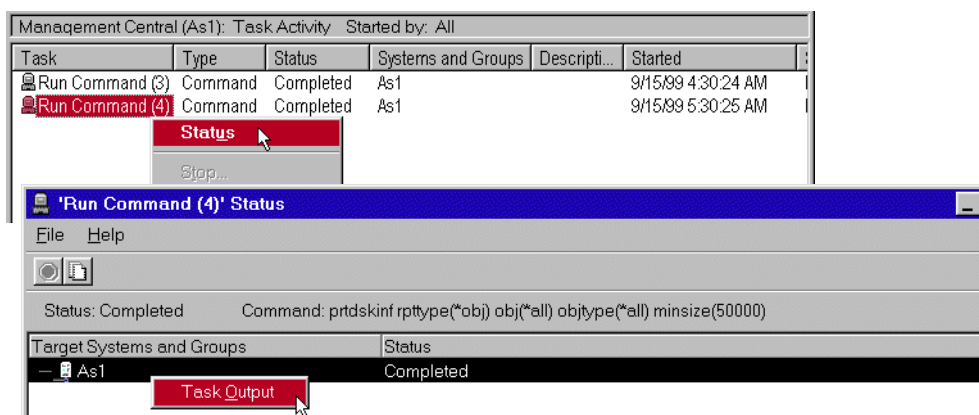 Management Central (As1): Task Activity Started by: All
Task Type Status Systems and Groups Descripti... Started
Run Command (3) Command Completed As1 9/15/99 4:30:24 AM
Run Command (4) Command Completed As1 9/15/99 5:30:25 AM
Status
Stop...
'Run Command (4)' Status
File Help
Status: Completed Command: prtdskinf rpttype(*obj) obj(*all) objtype(*all) minsize(50000)
Target Systems and Groups Status
As1 Completed
Task Output